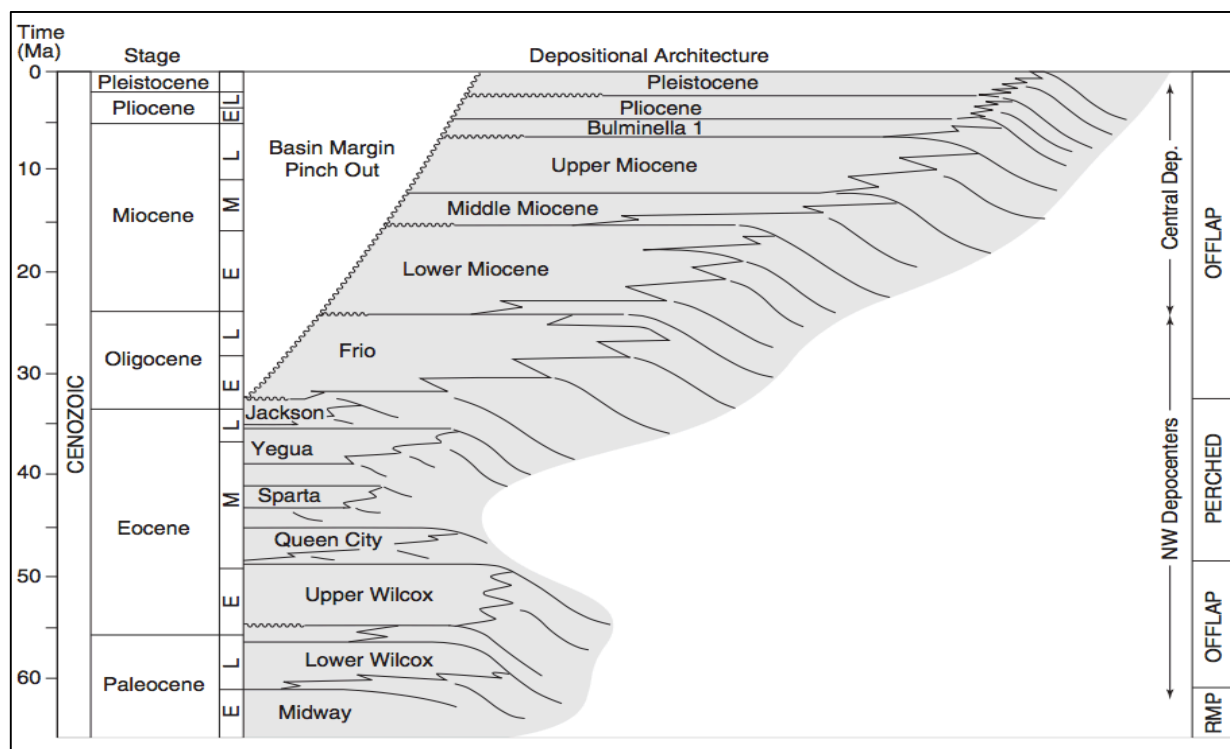 Time
(Ma)
Stage
Depositional Architecture
0
10
20
30
40
50
60
CENOZOIC
Pleistocene
Pliocene
Miocene
Oligocene
Eocene
Paleocene
L
E
L
M
E
L
E
L
M
E
L
E
Basin Margin
Pinch Out
Pleistocene
Pliocene
Bulminella 1
Upper Miocene
Middle Miocene
Lower Miocene
Frio
Jackson
Yegua
Sparta
Queen City
Upper Wilcox
Lower Wilcox
Midway
Central Dep.
NW Depocenters
OFFLAP
PERCHED
OFFLAP
RMP